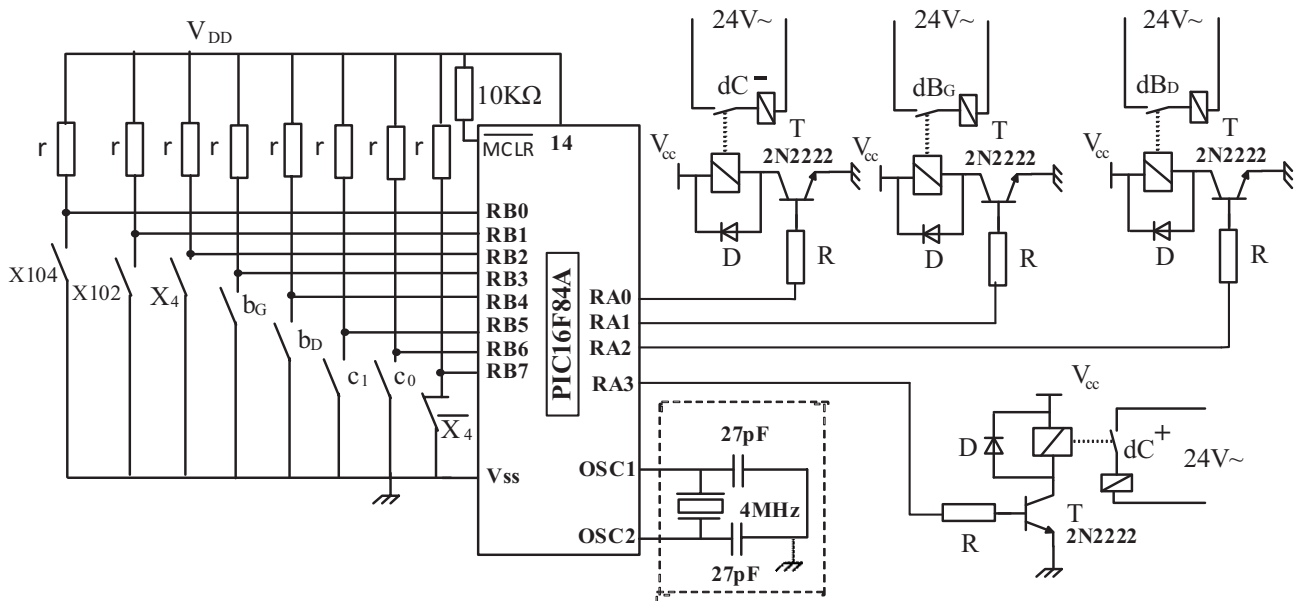 24V~ 24V~ 24V~
V_DD
dC⁻ dB_G dB_D
10KΩ
T T T
V_cc 2N2222 V_cc 2N2222 V_cc 2N2222
r r r r r r r r
M̅C̅L̅R̅ 14
D R D R D R
RB0
RB1
RB2
RB3
RB4
RB5
RB6
RB7
PIC16F84A
RA0
RA1
RA2
RA3
X104 X102 X₄ b_G b_D c₁ c₀ X̅₄
V_cc
27pF
D dC⁺ 24V~
Vss OSC1
4MHz
R T
2N2222
OSC2
27pF